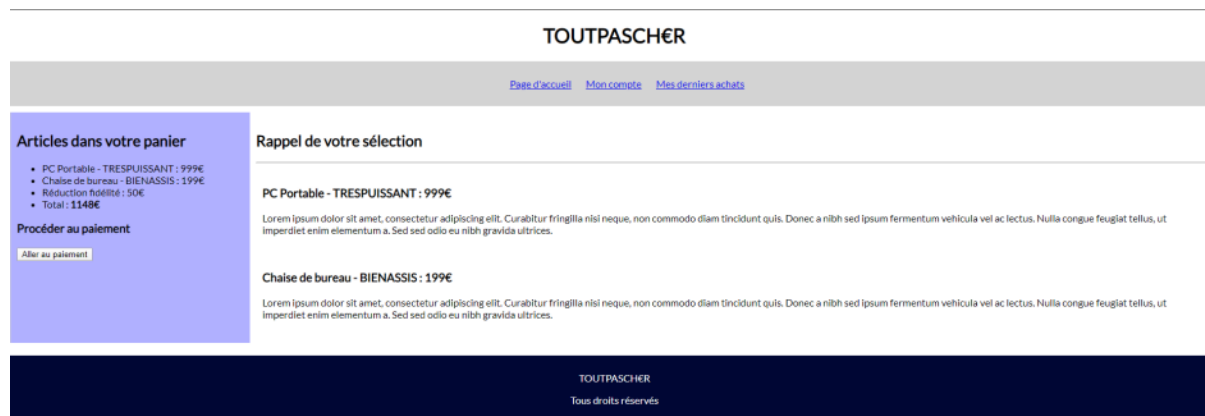 TOUTPASCH€R
Page d'accueil Mon compte Mes derniers achats
Articles dans votre panier
• PC Portable - TRESPUISSANT : 999€
• Chaise de bureau - BIENASSIS : 199€
• Réduction fidélité : 50€
• Total : 1148€
Procéder au paiement
Aller au paiement
Rappel de votre sélection
PC Portable - TRESPUISSANT : 999€
Lorem ipsum dolor sit amet, consectetur adipiscing elit. Curabitur fringilla nisi neque, non commodo diam tincidunt quis. Donec a nibh sed ipsum fermentum vehicula vel ac lectus. Nulla congue feugiat tellus, ut
imperdiet enim elementum a. Sed sed odio eu nibh gravida ultrices.
Chaise de bureau - BIENASSIS : 199€
Lorem ipsum dolor sit amet, consectetur adipiscing elit. Curabitur fringilla nisi neque, non commodo diam tincidunt quis. Donec a nibh sed ipsum fermentum vehicula vel ac lectus. Nulla congue feugiat tellus, ut
imperdiet enim elementum a. Sed sed odio eu nibh gravida ultrices.
TOUTPASCH€R
Tous droits réservés